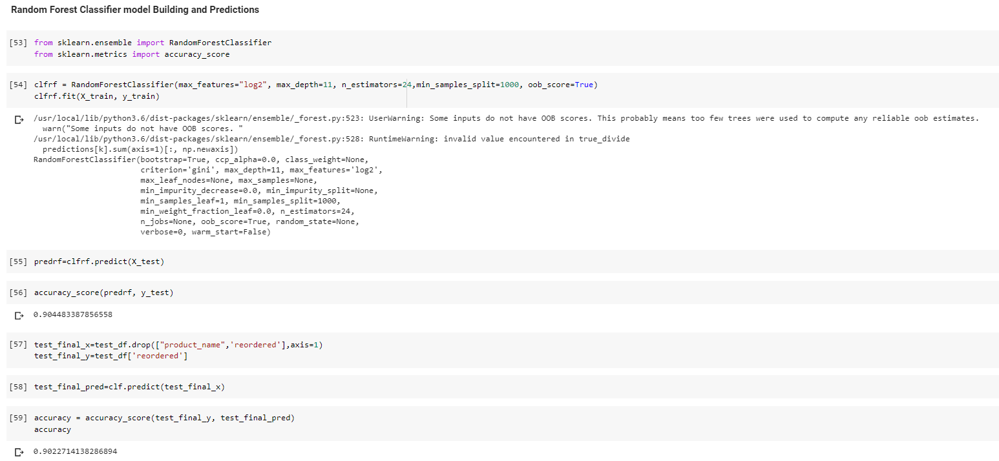 Random Forest Classifier model Building and Predictions
[53] from sklearn.ensemble import RandomForestClassifier
from sklearn.metrics import accuracy_score
[54] clfrf = RandomForestClassifier(max_features="log2", max_depth=11, n_estimators=24,min_samples_split=1000, oob_score=True)
clfrf.fit(X_train, y_train)
/usr/local/lib/python3.6/dist-packages/sklearn/ensemble/_forest.py:523: UserWarning: Some inputs do not have OOB scores. This probably means too few trees were used to compute any reliable oob estimates.
warn("Some inputs do not have OOB scores. "
/usr/local/lib/python3.6/dist-packages/sklearn/ensemble/_forest.py:528: RuntimeWarning: invalid value encountered in true_divide
predictions[k].sum(axis=1)[:, np.newaxis])
RandomForestClassifier(bootstrap=True, ccp_alpha=0.0, class_weight=None,
criterion='gini', max_depth=11, max_features='log2',
max_leaf_nodes=None, max_samples=None,
min_impurity_decrease=0.0, min_impurity_split=None,
min_samples_leaf=1, min_samples_split=1000,
min_weight_fraction_leaf=0.0, n_estimators=24,
n_jobs=None, oob_score=True, random_state=None,
verbose=0, warm_start=False)
[55] predrf=clfrf.predict(X_test)
[56] accuracy_score(predrf, y_test)
0.904483387856558
[57] test_final_x=test_df.drop(["product_name",'reordered'],axis=1)
test_final_y=test_df['reordered']
[58] test_final_pred=clf.predict(test_final_x)
[59] accuracy = accuracy_score(test_final_y, test_final_pred)
accuracy
0.9022714138286894